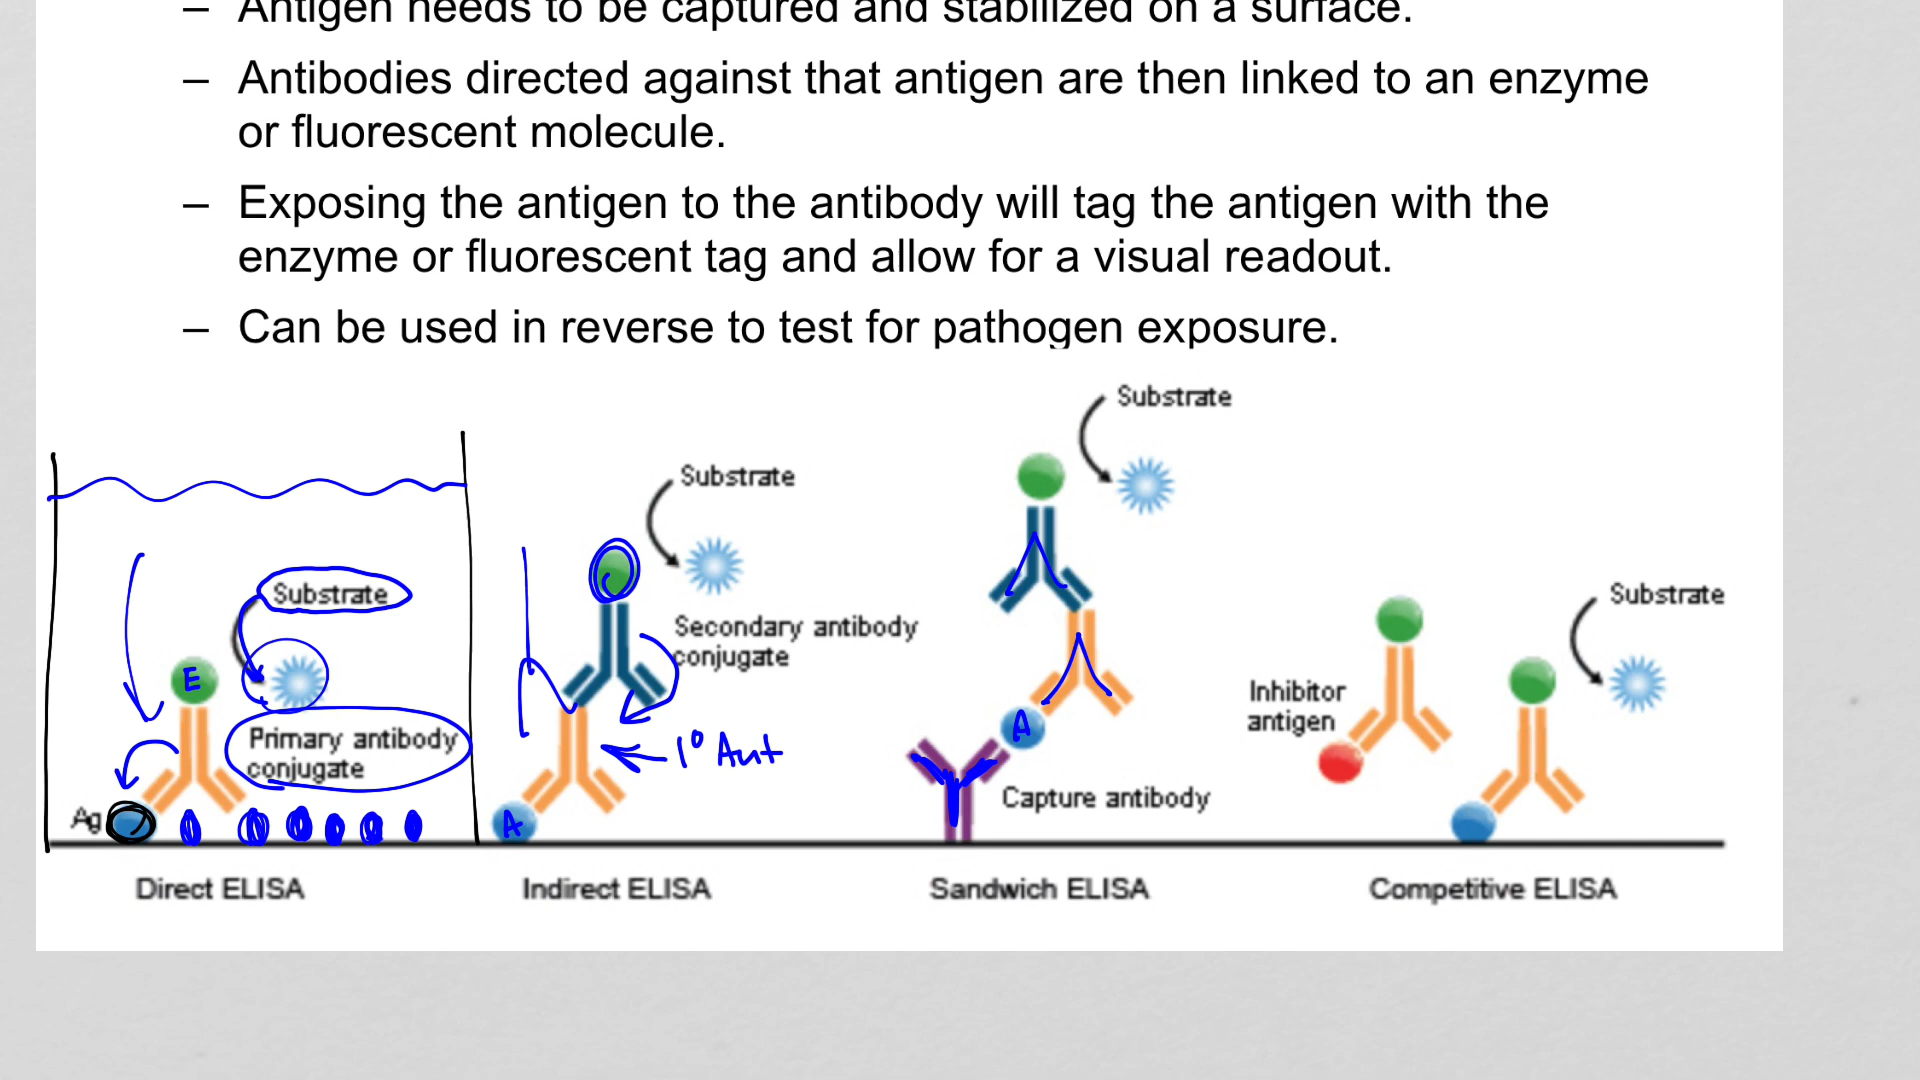 – Antigen needs to be captured and stabilized on a surface.
– Antibodies directed against that antigen are then linked to an enzyme
or fluorescent molecule.
– Exposing the antigen to the antibody will tag the antigen with the
enzyme or fluorescent tag and allow for a visual readout.
– Can be used in reverse to test for pathogen exposure.
Substrate
E
Primary antibody
conjugate
Ag
Direct ELISA
Substrate
Secondary antibody
conjugate
1° Ant
A
Indirect ELISA
Substrate
A
Capture antibody
Sandwich ELISA
Substrate
Inhibitor
antigen
Competitive ELISA